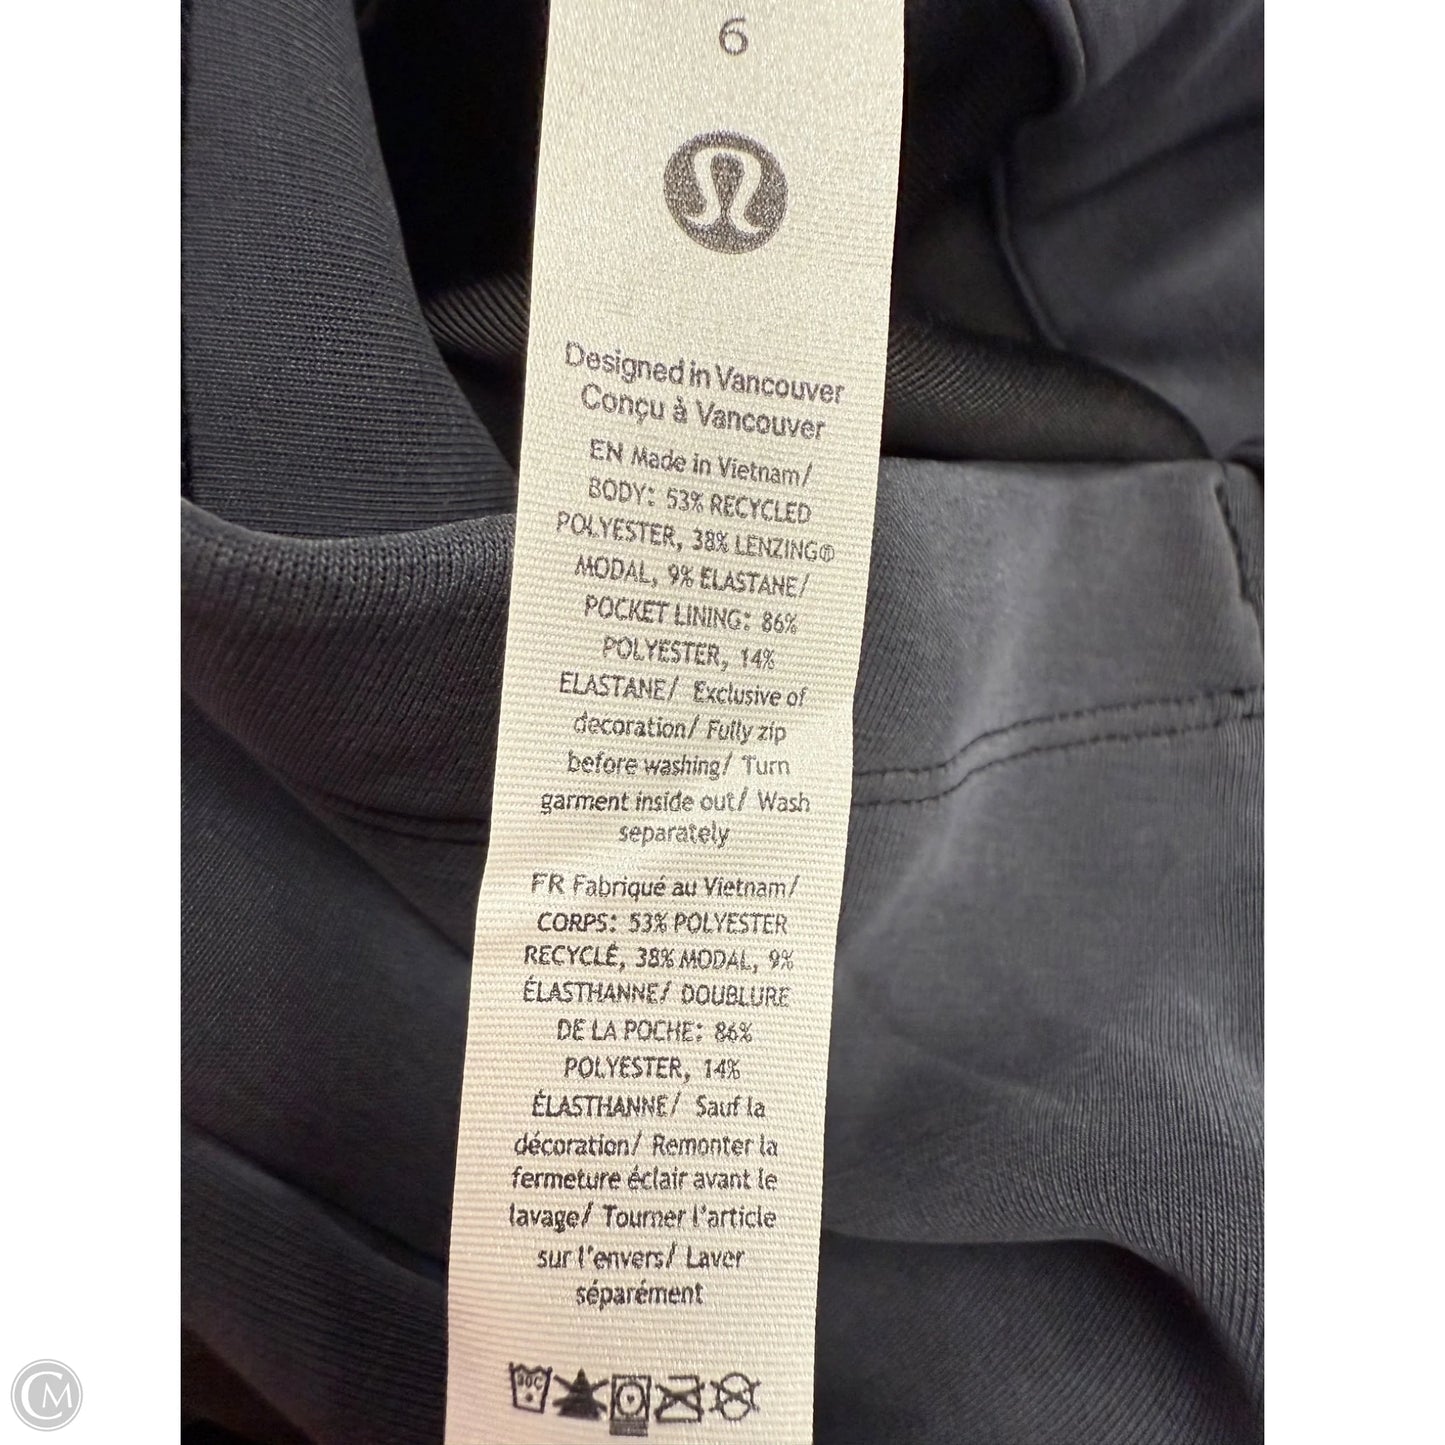 6
Designed in Vancouver
Conçu à Vancouver
EN Made in Vietnam/
BODY: 53% RECYCLED
POLYESTER, 38% LENZING®
MODAL, 9% ELASTANE/
POCKET LINING: 86%
POLYESTER, 14%
ELASTANE/ Exclusive of
decoration/ Fully zip
before washing/ Turn
garment inside out/ Wash
separately
FR Fabriqué au Vietnam/
CORPS: 53% POLYESTER
RECYCLÉ, 38% MODAL, 9%
ÉLASTHANNE/ DOUBLURE
DE LA POCHE: 86%
POLYESTER, 14%
ÉLASTHANNE/ Sauf la
décoration/ Remonter la
fermeture éclair avant le
lavage/ Tourner l'article
sur l'envers/ Laver
séparément
30C
CM